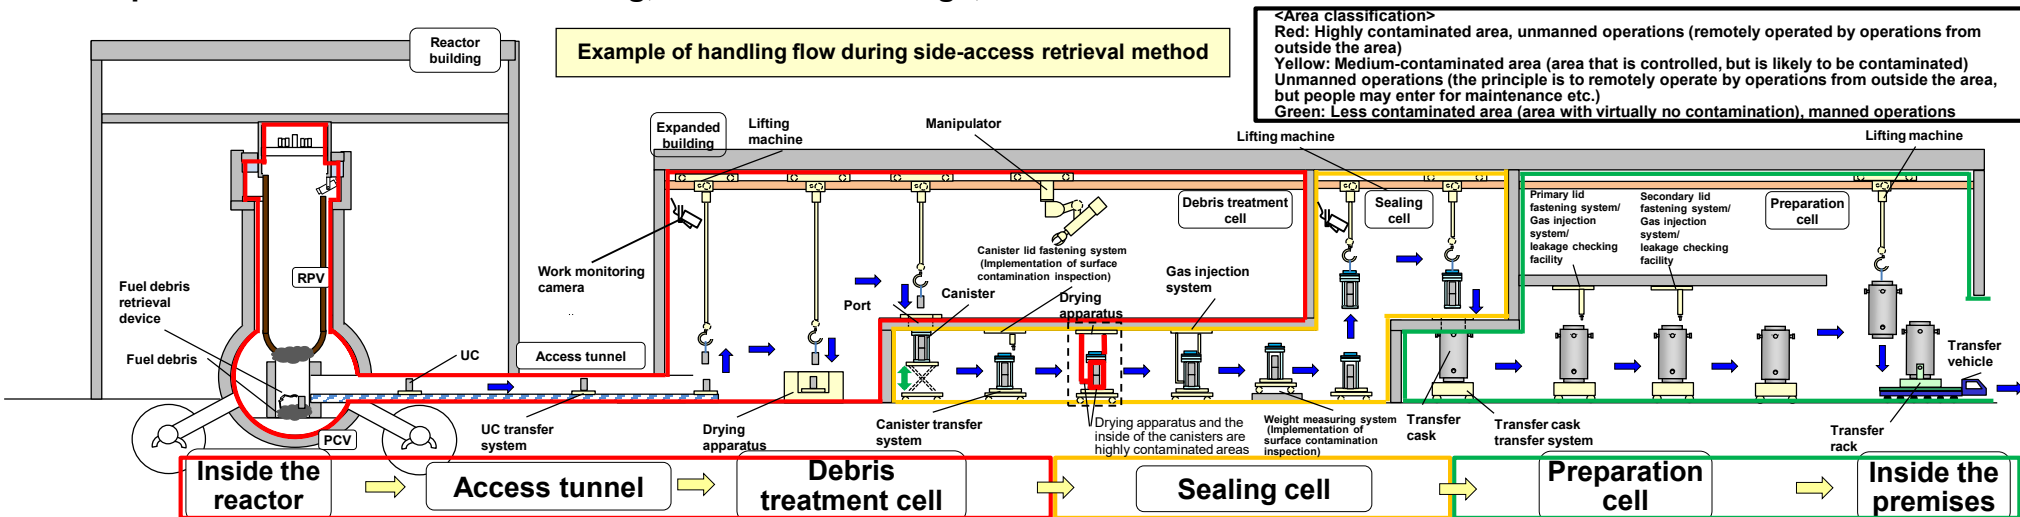 <Area classification>
Red: Highly contaminated area, unmanned operations (remotely operated by operations from
outside the area)
Yellow: Medium-contaminated area (area that is controlled, but is likely to be contaminated)
Unmanned operations (the principle is to remotely operate by operations from outside the area,
but people may enter for maintenance etc.)
Green: Less contaminated area (area with virtually no contamination), manned operations
Example of handling flow during side-access retrieval method
Reactor
building
Expanded
building
Lifting
machine
Manipulator
Lifting machine
Lifting machine
Debris treatment
cell
Sealing
cell
Primary lid
fastening system/
Gas injection
system/
leakage checking
facility
Secondary lid
fastening system/
Gas injection
system/
leakage checking
facility
Preparation
cell
Work monitoring
camera
Canister lid fastening system
(Implementation of surface
contamination inspection)
Gas injection
system
RPV
Fuel debris
retrieval
device
Port
Canister
Drying
apparatus
Fuel debris
UC
Access tunnel
Transfer
vehicle
PCV
UC transfer
system
Drying
apparatus
Canister transfer
system
Drying apparatus and the
inside of the canisters are
highly contaminated areas
Weight measuring system
(Implementation of
surface contamination
inspection)
Transfer
cask
Transfer cask
transfer system
Transfer
rack
Inside the
reactor
Access tunnel
Debris
treatment cell
Sealing cell
Preparation
cell
Inside the
premises